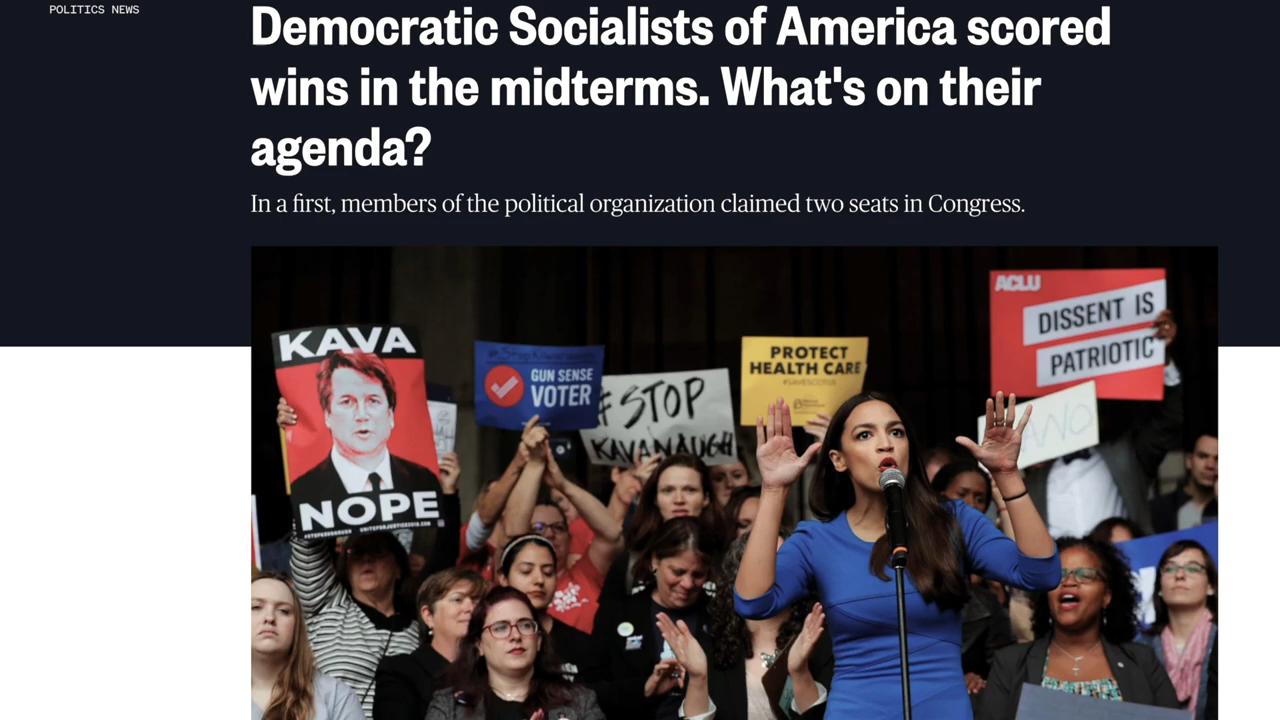 POLITICS NEWS
Democratic Socialists of America scored
wins in the midterms. What's on their
agenda?
In a first, members of the political organization claimed two seats in Congress.
KAVA
NOPE
GUN SENSE
VOTER
#STOP
KAVANAUGH
PROTECT
HEALTH CARE
#SAVESCOTUS
ACLU
DISSENT IS
PATRIOTIC